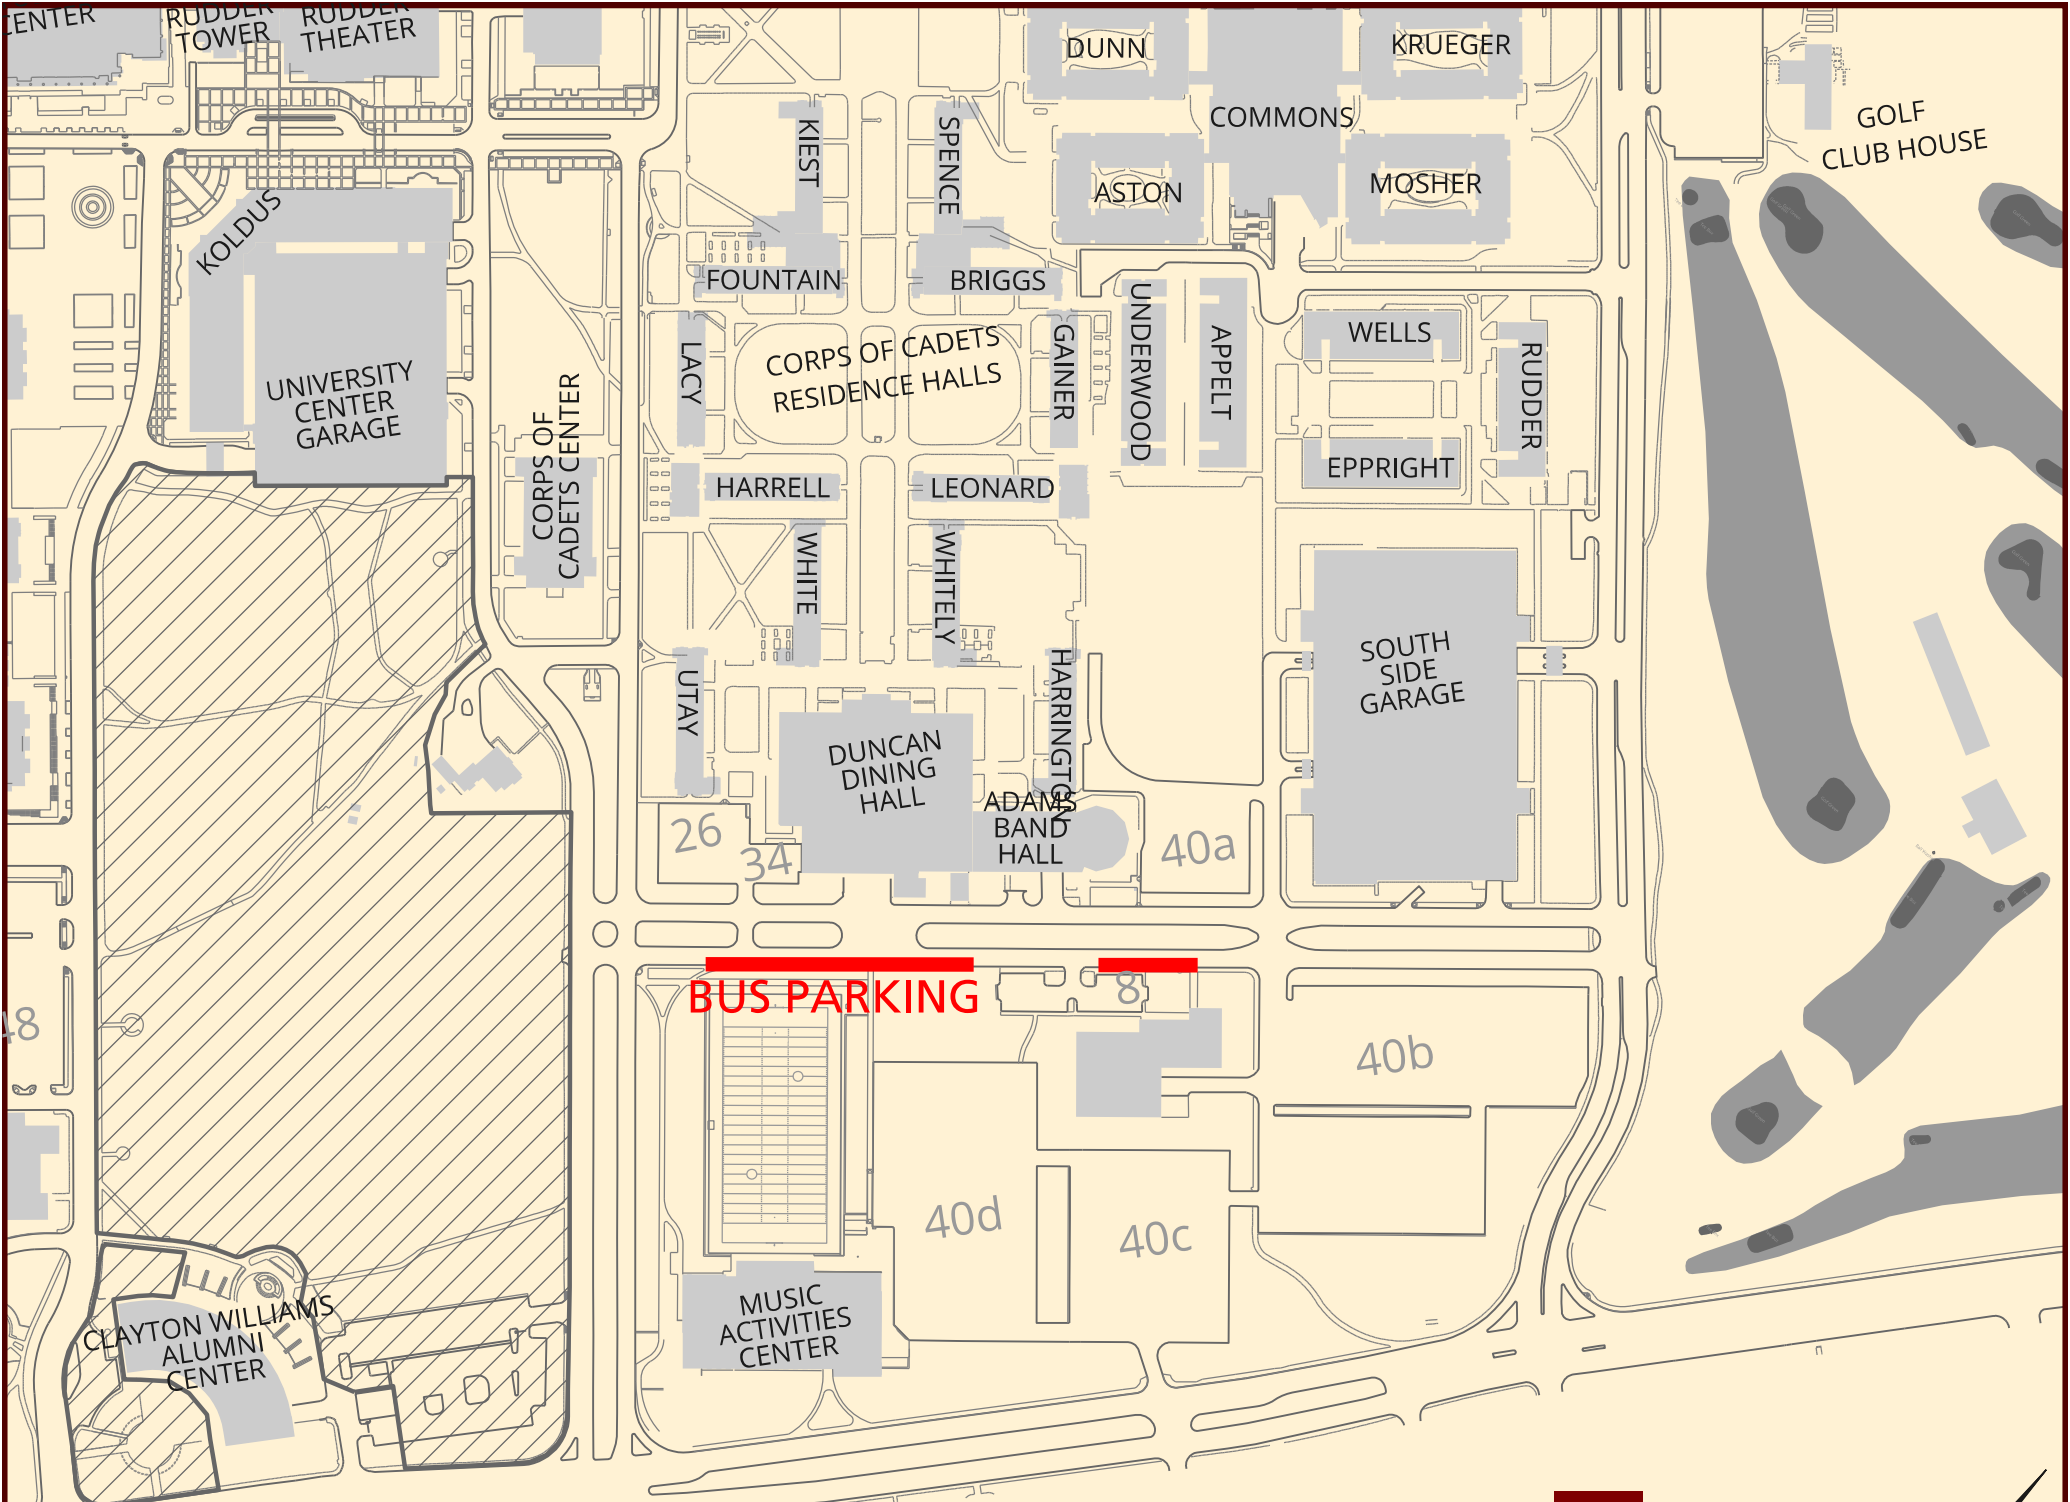 CENTER
RUDDER
TOWER
RUDDER
THEATER
DUNN
KRUEGER
COMMONS
GOLF
CLUB HOUSE
KIEST
SPENCE
ASTON
MOSHER
KOLDUS
FOUNTAIN
BRIGGS
UNIVERSITY
CENTER
GARAGE
CORPS OF
CADETS CENTER
LACY
CORPS OF CADETS
RESIDENCE HALLS
GAINER
UNDERWOOD
APPELT
WELLS
RUDDER
EPPRIGHT
HARRELL
LEONARD
WHITE
WHITELY
UTAY
HARRINGTON
SOUTH
SIDE
GARAGE
DUNCAN
DINING
HALL
ADAMS
BAND
HALL
26
34
40a
BUS PARKING
8
48
40b
40d
40c
MUSIC
ACTIVITIES
CENTER
CLAYTON WILLIAMS
ALUMNI
CENTER